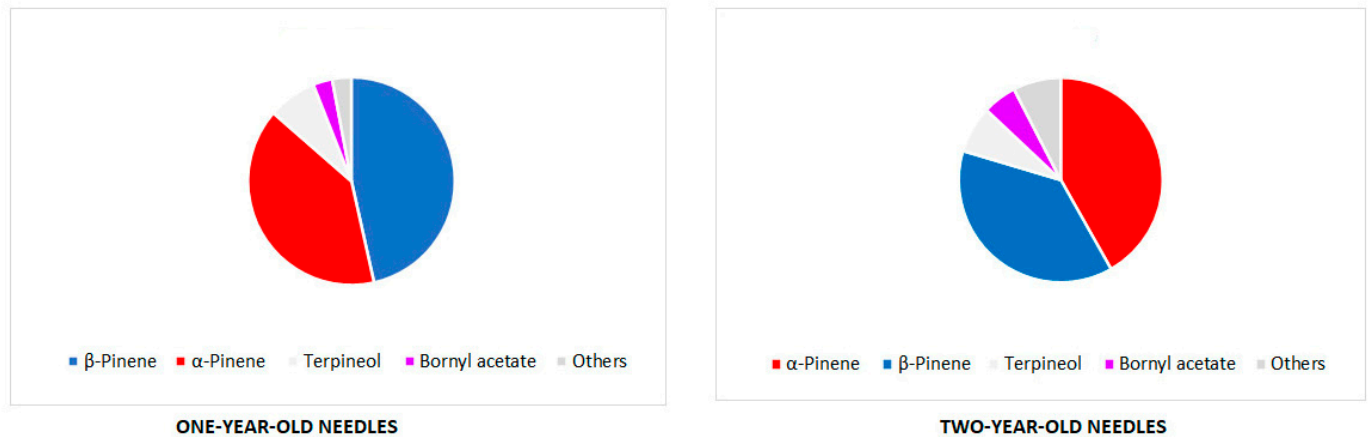 β-Pinene α-Pinene Terpineol Bornyl acetate Others
ONE-YEAR-OLD NEEDLES
α-Pinene β-Pinene Terpineol Bornyl acetate Others
TWO-YEAR-OLD NEEDLES